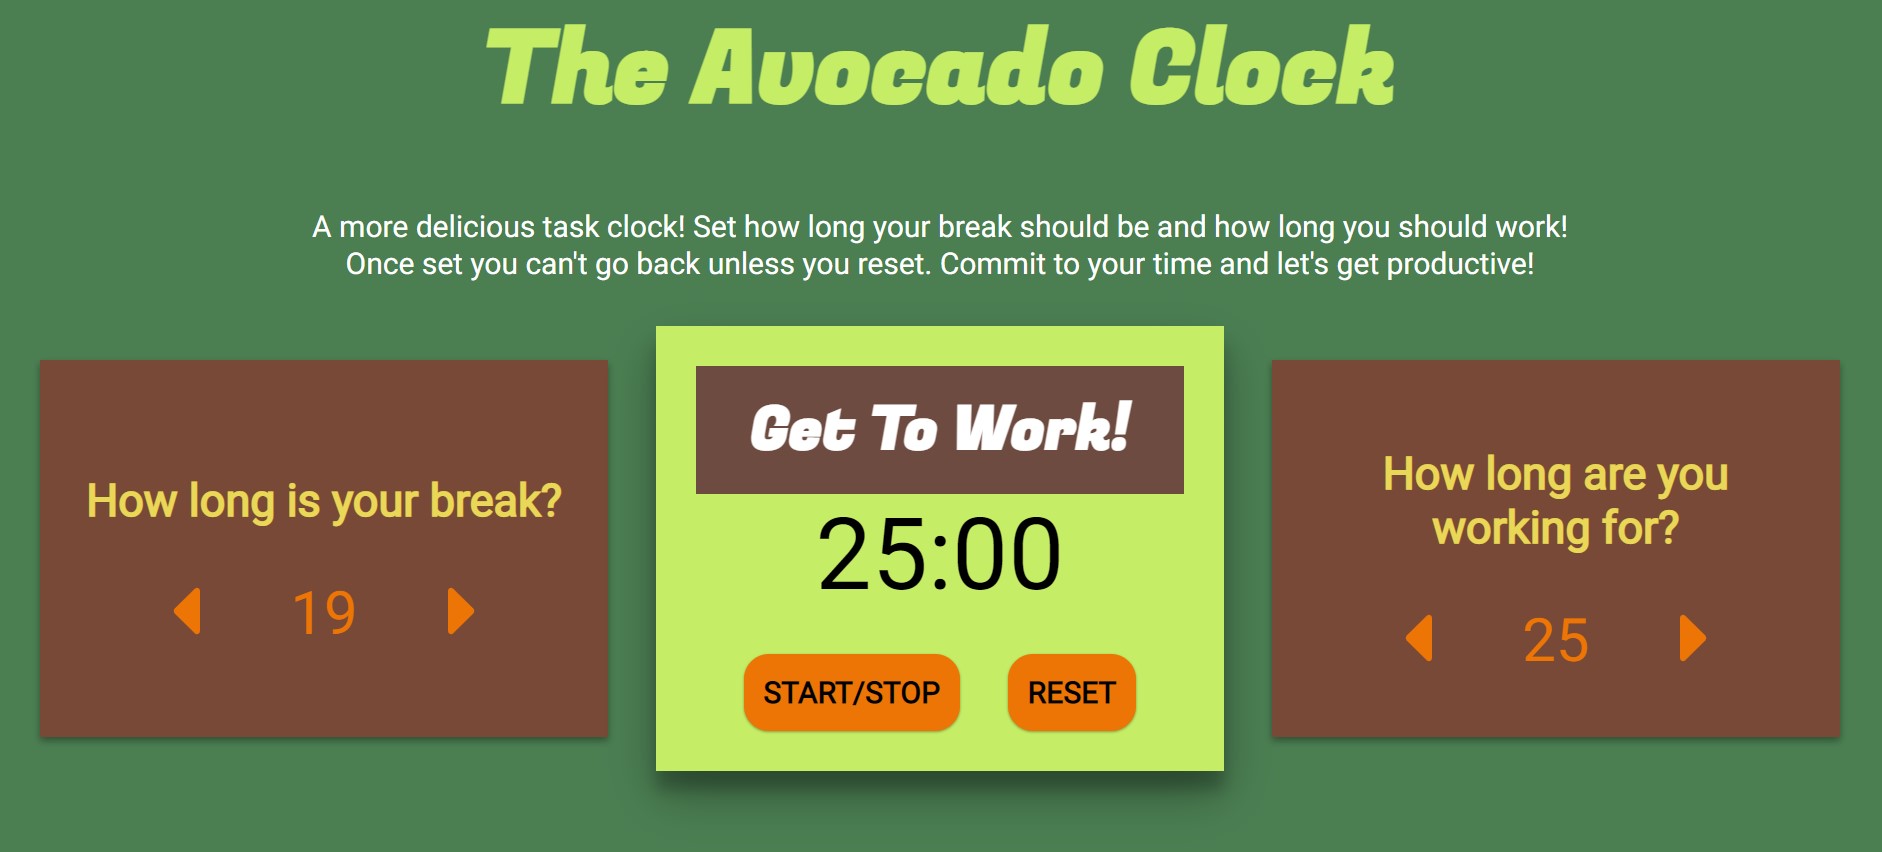 The Avocado Clock
A more delicious task clock! Set how long your break should be and how long you should work!
Once set you can't go back unless you reset. Commit to your time and let's get productive!
How long is your break?
19
Get To Work!
25:00
START/STOP RESET
How long are you
working for?
25